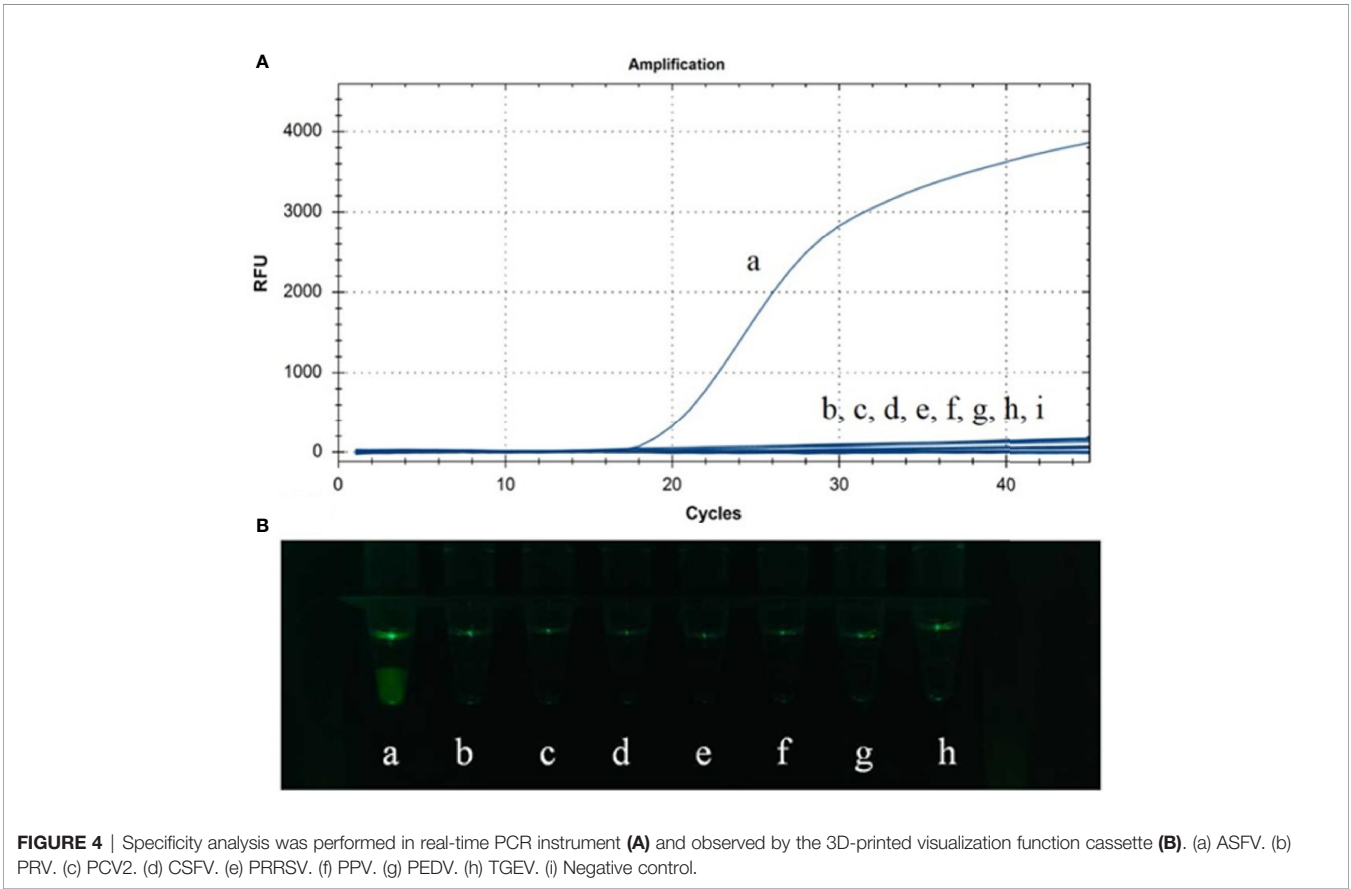 A
Amplification
4000
3000
2000
1000
0
RFU
a
b, c, d, e, f, g, h, i
0 10 20 30 40
Cycles
B
a b c d e f g h
FIGURE 4 | Specificity analysis was performed in real-time PCR instrument (A) and observed by the 3D-printed visualization function cassette (B). (a) ASFV. (b)
PRV. (c) PCV2. (d) CSFV. (e) PRRSV. (f) PPV. (g) PEDV. (h) TGEV. (i) Negative control.